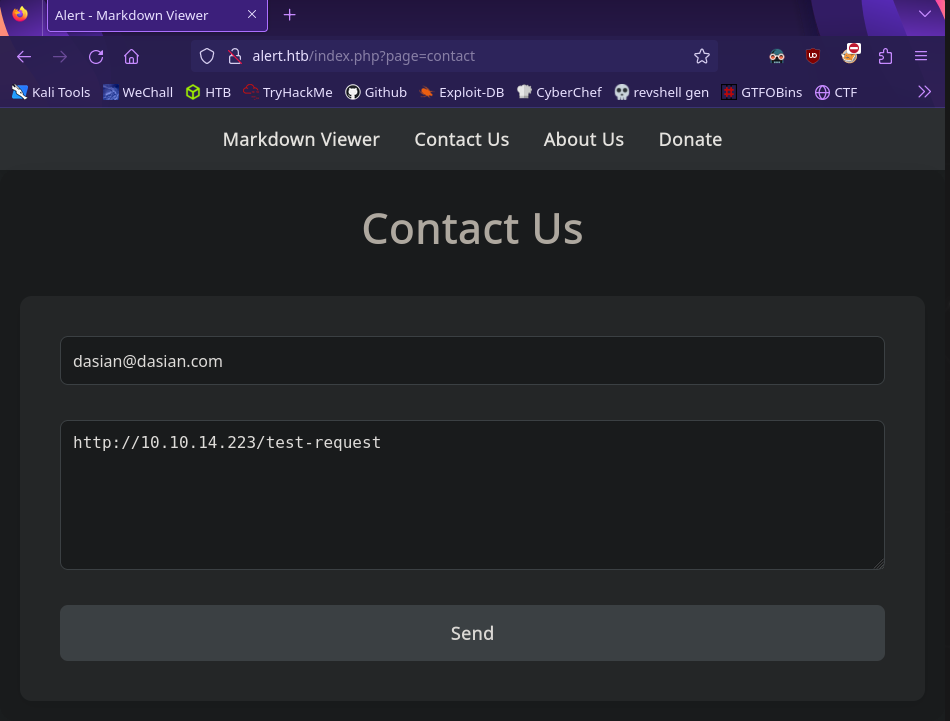 Alert - Markdown Viewer
alert.htb/index.php?page=contact
Kali Tools WeChall HTB TryHackMe Github Exploit-DB CyberChef revshell gen GTFOBins CTF
Markdown Viewer Contact Us About Us Donate
Contact Us
dasian@dasian.com
http://10.10.14.223/test-request
Send